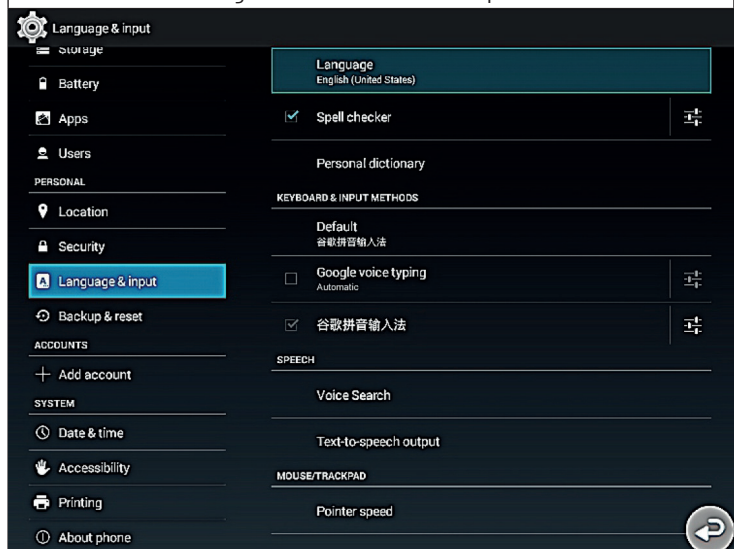 Language & input
Storage
Battery
Apps
Users
PERSONAL
Location
Security
Language & input
Backup & reset
ACCOUNTS
Add account
SYSTEM
Date & time
Accessibility
Printing
About phone
Language
English (United States)
Spell checker
Personal dictionary
KEYBOARD & INPUT METHODS
Default
谷歌拼音输入法
Google voice typing
Automatic
谷歌拼音输入法
SPEECH
Voice Search
Text-to-speech output
MOUSE/TRACKPAD
Pointer speed